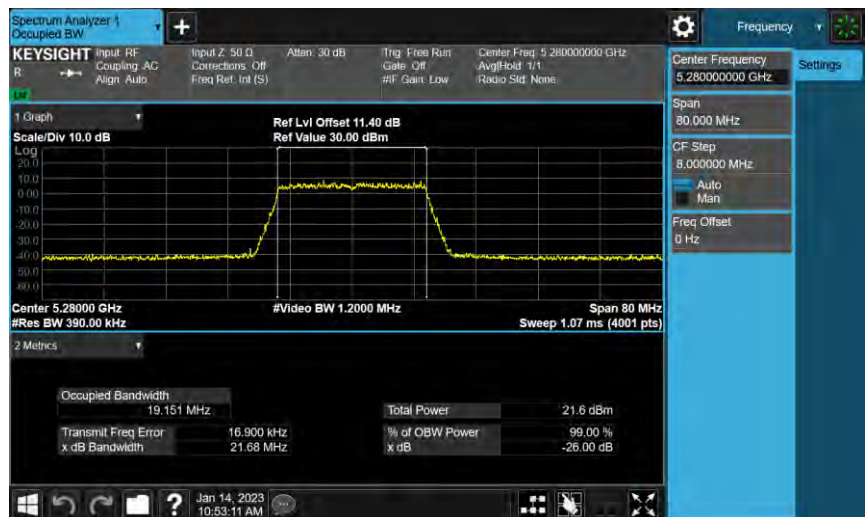 Spectrum Analyzer 1
Occupied BW
+
Frequency
KEYSIGHT
R
Input: RF
Coupling: AC
Align: Auto
Input Z: 50 Ω
Corrections: Off
Freq Ref: Int (S)
Atten: 30 dB
Trig: Free Run
Gate: Off
#IF Gain: Low
Center Freq: 5.280000000 GHz
Avg|Hold: 1/1
Radio Std: None
Center Frequency
5.280000000 GHz
Settings
Span
80.000 MHz
CF Step
8.000000 MHz
Auto
Man
Freq Offset
0 Hz
1 Graph
Scale/Div 10.0 dB
Ref Lvl Offset 11.40 dB
Ref Value 30.00 dBm
Log
20.0
10.0
0.00
-10.0
-20.0
-30.0
-40.0
-50.0
-60.0
Center 5.28000 GHz
#Res BW 390.00 kHz
#Video BW 1.2000 MHz
Span 80 MHz
Sweep 1.07 ms (4001 pts)
2 Metrics
Occupied Bandwidth
19.151 MHz
Transmit Freq Error 16.900 kHz
x dB Bandwidth 21.68 MHz
Total Power 21.6 dBm
% of OBW Power 99.00 %
x dB -26.00 dB
?
Jan 14, 2023
10:53:11 AM